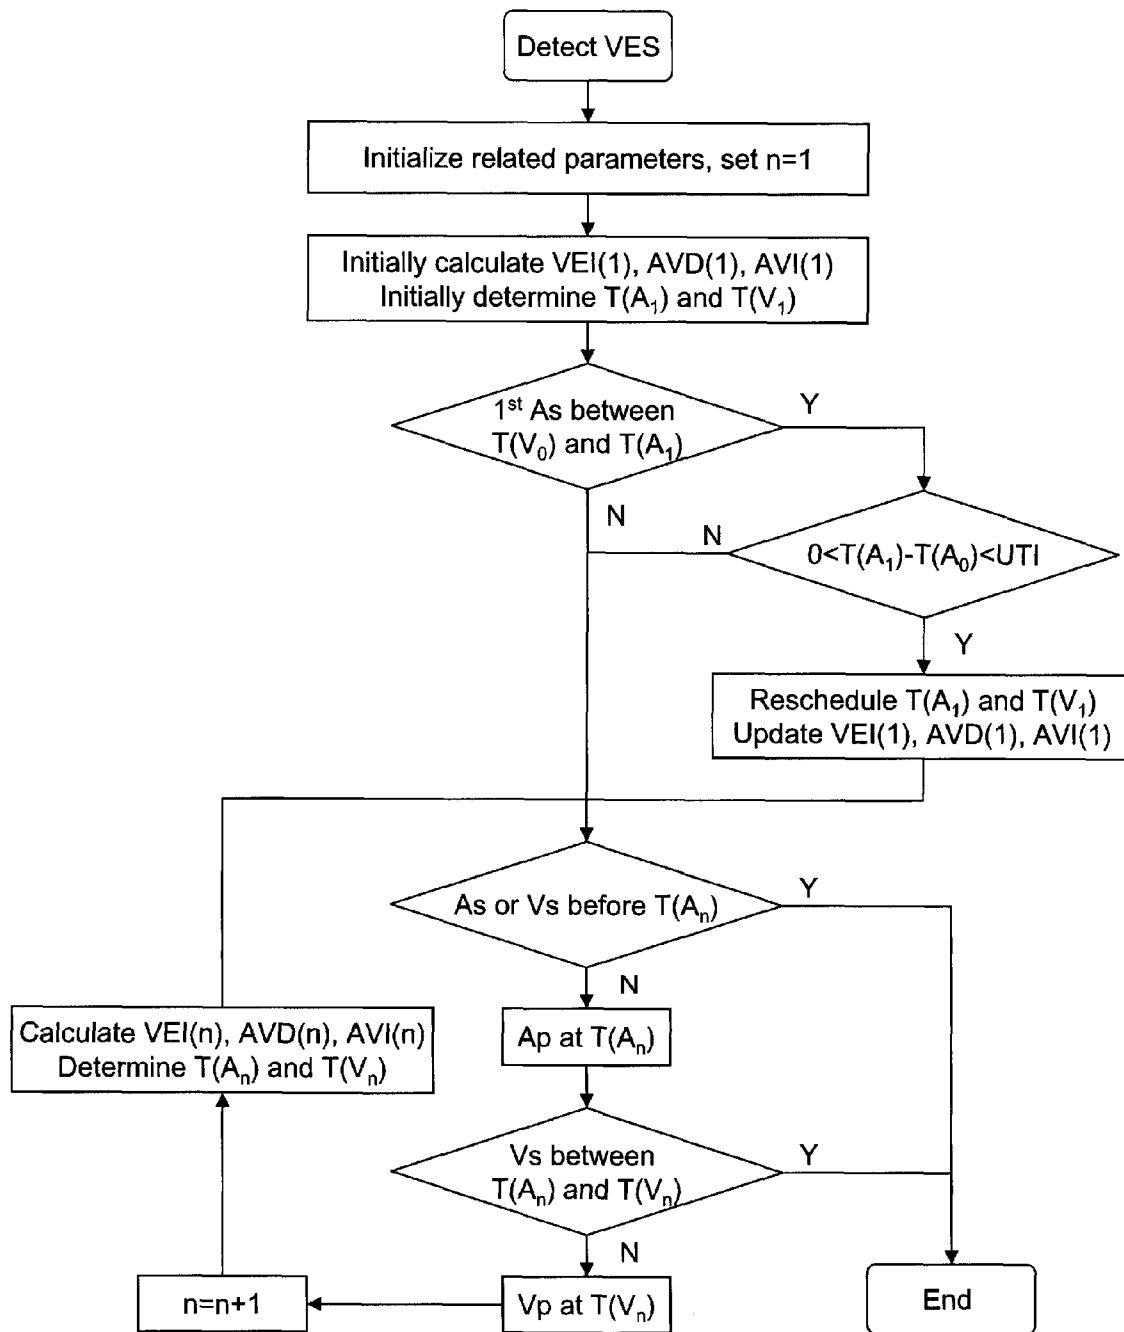 Detect VES
Initialize related parameters, set n=1
Initially calculate VEI(1), AVD(1), AVI(1)
Initially determine T(A₁) and T(V₁)
1ˢᵗ As between
T(V₀) and T(A₁)
Y
N
N
0<T(A₁)-T(A₀)<UTI
Y
Reschedule T(A₁) and T(V₁)
Update VEI(1), AVD(1), AVI(1)
As or Vs before T(Aₙ)
Y
N
Calculate VEI(n), AVD(n), AVI(n)
Determine T(Aₙ) and T(Vₙ)
Ap at T(Aₙ)
Vs between
T(Aₙ) and T(Vₙ)
Y
N
n=n+1
Vp at T(Vₙ)
End